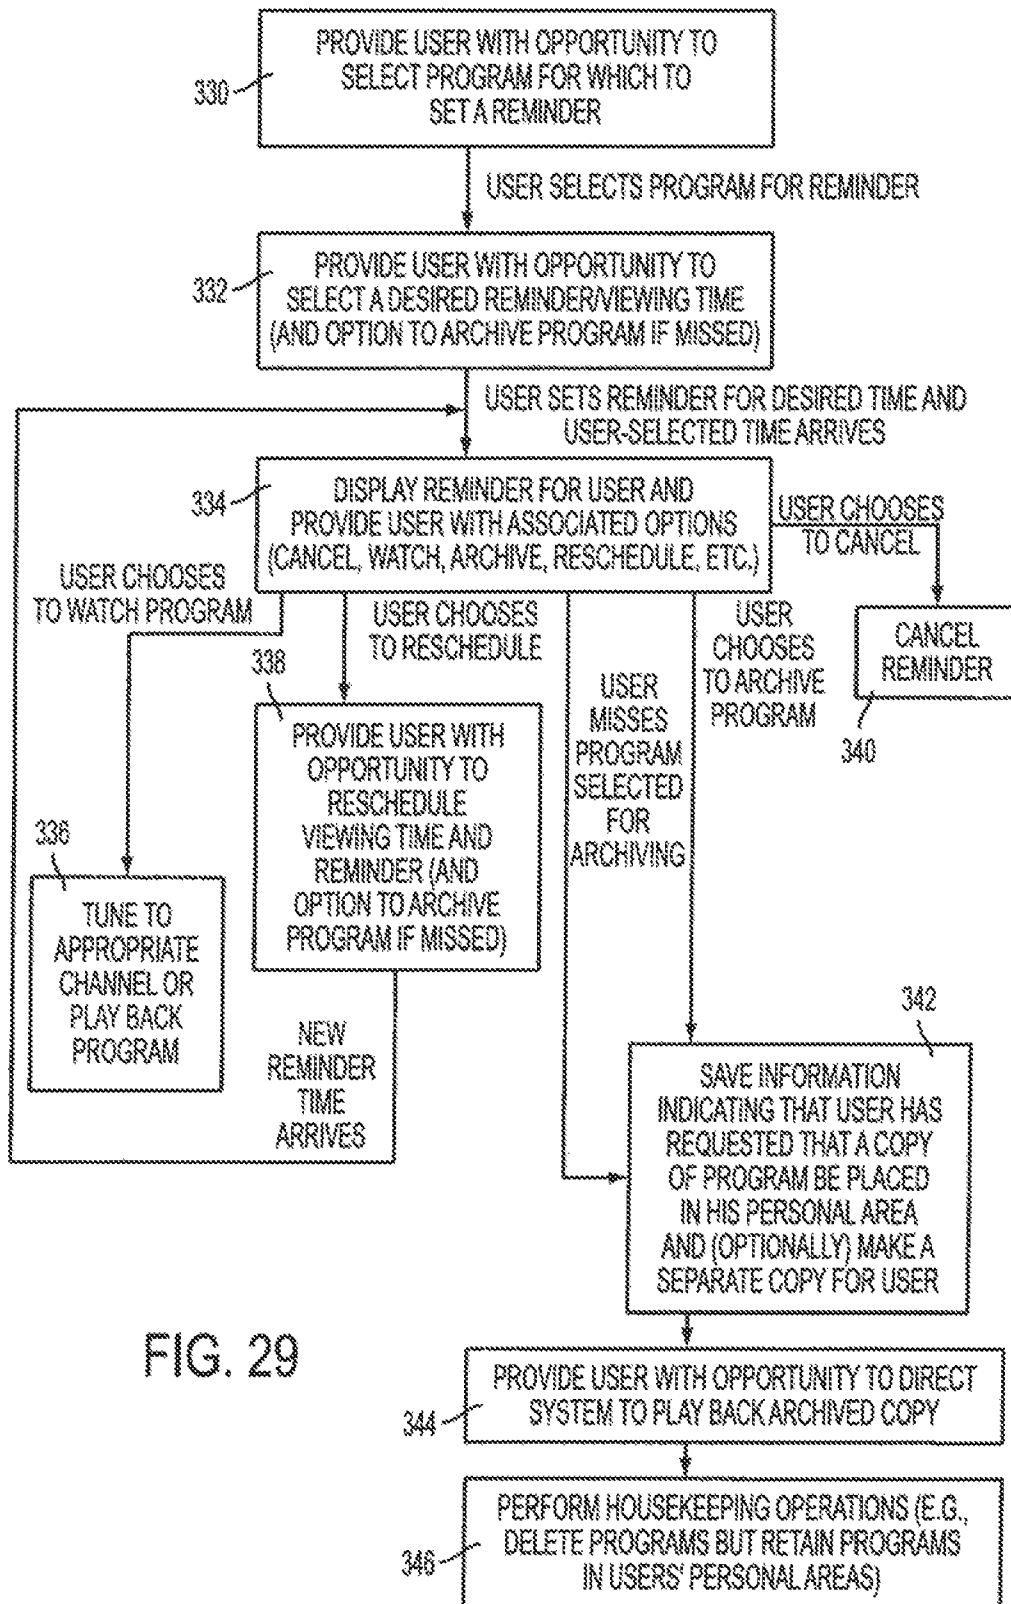 PROVIDE USER WITH OPPORTUNITY TO
SELECT PROGRAM FOR WHICH TO
SET A REMINDER
330
USER SELECTS PROGRAM FOR REMINDER
PROVIDE USER WITH OPPORTUNITY TO
SELECT A DESIRED REMINDER/VIEWING TIME
(AND OPTION TO ARCHIVE PROGRAM IF MISSED)
332
USER SETS REMINDER FOR DESIRED TIME AND
USER-SELECTED TIME ARRIVES
334
DISPLAY REMINDER FOR USER AND
PROVIDE USER WITH ASSOCIATED OPTIONS
(CANCEL, WATCH, ARCHIVE, RESCHEDULE, ETC.)
USER CHOOSES
TO CANCEL
USER CHOOSES
TO WATCH PROGRAM
USER CHOOSES
TO RESCHEDULE
USER
CHOOSES
TO ARCHIVE
PROGRAM
CANCEL
REMINDER
340
338
USER
MISSES
PROGRAM
SELECTED
FOR
ARCHIVING
PROVIDE USER WITH
OPPORTUNITY TO
RESCHEDULE
VIEWING TIME AND
REMINDER (AND
OPTION TO ARCHIVE
PROGRAM IF MISSED)
336
TUNE TO
APPROPRIATE
CHANNEL OR
PLAY BACK
PROGRAM
NEW
REMINDER
TIME
ARRIVES
342
SAVE INFORMATION
INDICATING THAT USER HAS
REQUESTED THAT A COPY
OF PROGRAM BE PLACED
IN HIS PERSONAL AREA
AND (OPTIONALLY) MAKE A
SEPARATE COPY FOR USER
FIG. 29
PROVIDE USER WITH OPPORTUNITY TO DIRECT
SYSTEM TO PLAY BACK ARCHIVED COPY
344
PERFORM HOUSEKEEPING OPERATIONS (E.G.,
DELETE PROGRAMS BUT RETAIN PROGRAMS
IN USERS' PERSONAL AREAS)
346